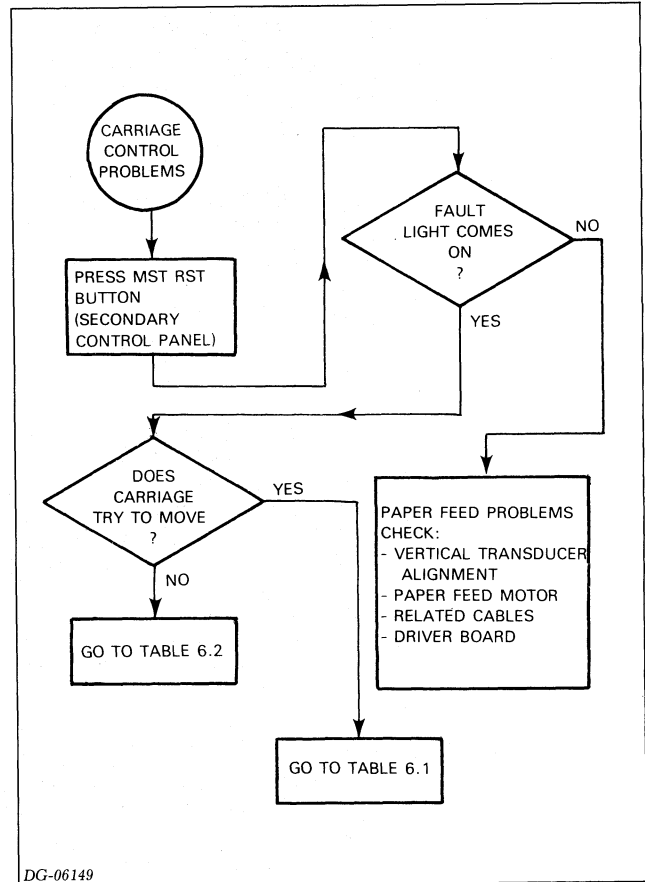 CARRIAGE
CONTROL
PROBLEMS
PRESS MST RST
BUTTON
(SECONDARY
CONTROL PANEL)
FAULT
LIGHT COMES
ON
?
NO
YES
DOES
CARRIAGE
TRY TO MOVE
?
YES
NO
PAPER FEED PROBLEMS
CHECK:
- VERTICAL TRANSDUCER
ALIGNMENT
- PAPER FEED MOTOR
- RELATED CABLES
- DRIVER BOARD
GO TO TABLE 6.2
GO TO TABLE 6.1
DG-06149